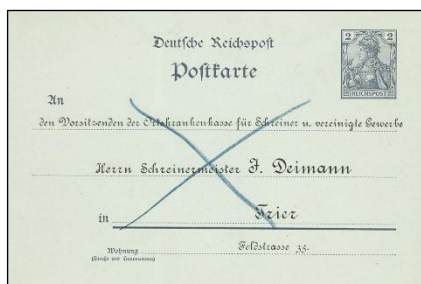 Deutsche Reichspost
Postkarte
2 2
REICHSPOST
An
den Vorsitzenden der Ortskrankenkasse für Schreiner u. vereinigte Gewerbe
Herrn Schreinermeister J. Deimann
in Trier
Wohnung Feldstrasse 35.
(Straße und Hausnummer)